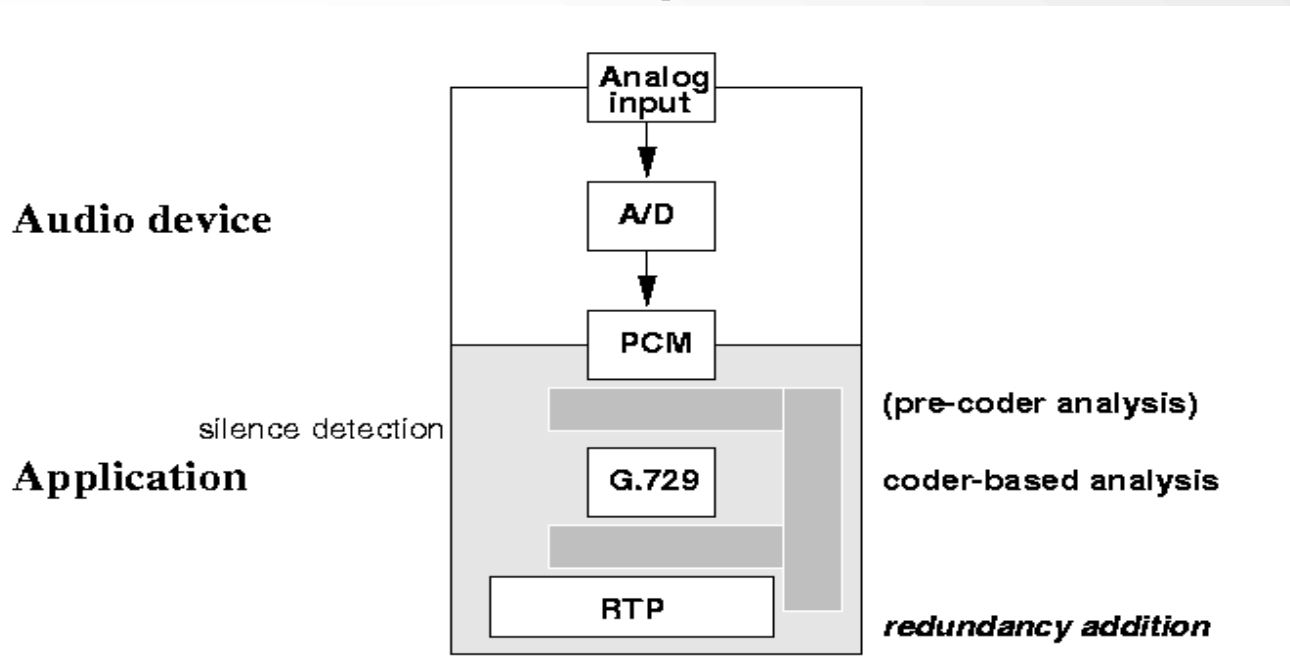 Analog
input
Audio device
A/D
PCM
(pre-coder analysis)
silence detection
Application
G.729
coder-based analysis
RTP
redundancy addition